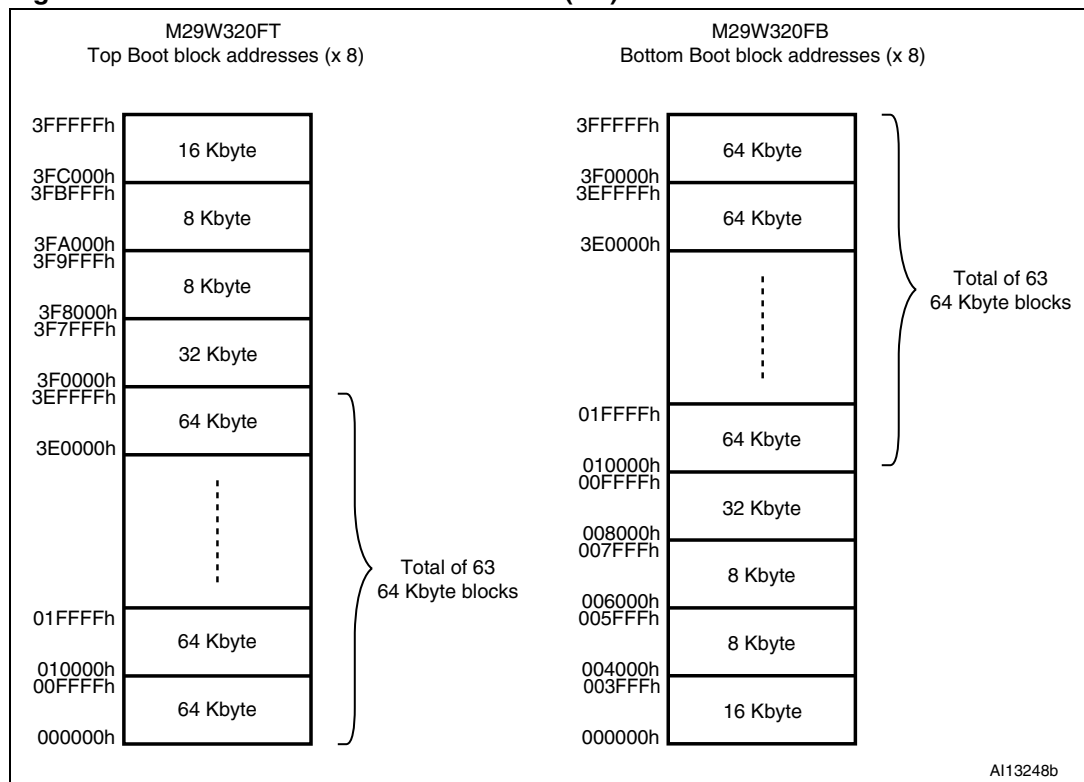 M29W320FT
Top Boot block addresses (x 8)
3FFFFFh
16 Kbyte
3FC000h
3FBFFFh
8 Kbyte
3FA000h
3F9FFFh
8 Kbyte
3F8000h
3F7FFFh
32 Kbyte
3F0000h
3EFFFFh
64 Kbyte
3E0000h
Total of 63
64 Kbyte blocks
01FFFFh
64 Kbyte
010000h
00FFFFh
64 Kbyte
000000h
M29W320FB
Bottom Boot block addresses (x 8)
3FFFFFh
64 Kbyte
3F0000h
3EFFFFh
64 Kbyte
3E0000h
Total of 63
64 Kbyte blocks
01FFFFh
64 Kbyte
010000h
00FFFFh
32 Kbyte
008000h
007FFFh
8 Kbyte
006000h
005FFFh
8 Kbyte
004000h
003FFFh
16 Kbyte
000000h
AI13248b